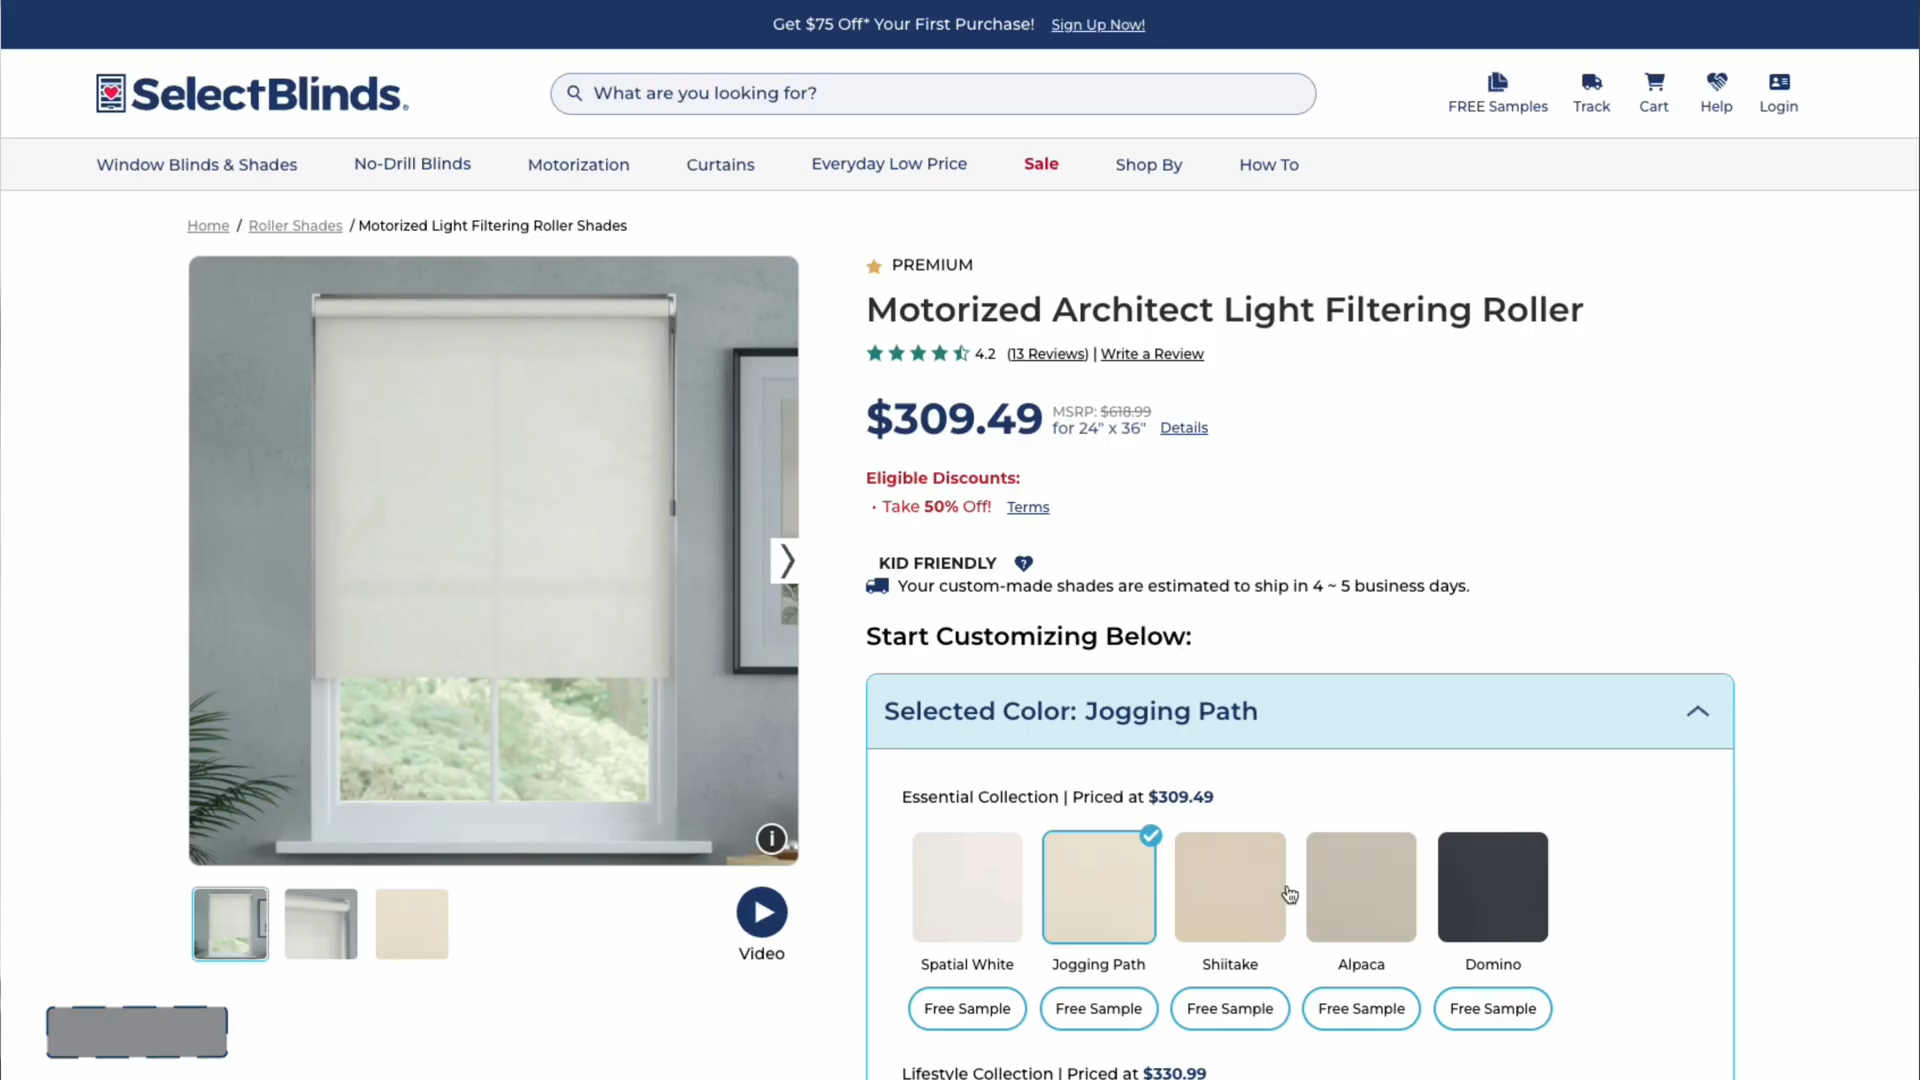 Get $75 Off* Your First Purchase! Sign Up Now!
SelectBlinds.
What are you looking for?
FREE Samples
Track
Cart
Help
Login
Window Blinds & Shades
No-Drill Blinds
Motorization
Curtains
Everyday Low Price
Sale
Shop By
How To
Home / Roller Shades / Motorized Light Filtering Roller Shades
PREMIUM
Motorized Architect Light Filtering Roller
4.2 (13 Reviews) | Write a Review
$309.49
MSRP: $618.99
for 24" x 36" Details
Eligible Discounts:
• Take 50% Off! Terms
KID FRIENDLY
Your custom-made shades are estimated to ship in 4 ~ 5 business days.
Start Customizing Below:
Selected Color: Jogging Path
Essential Collection | Priced at $309.49
Spatial White
Jogging Path
Shiitake
Alpaca
Domino
Free Sample
Free Sample
Free Sample
Free Sample
Free Sample
Video
Lifestyle Collection | Priced at $330.99